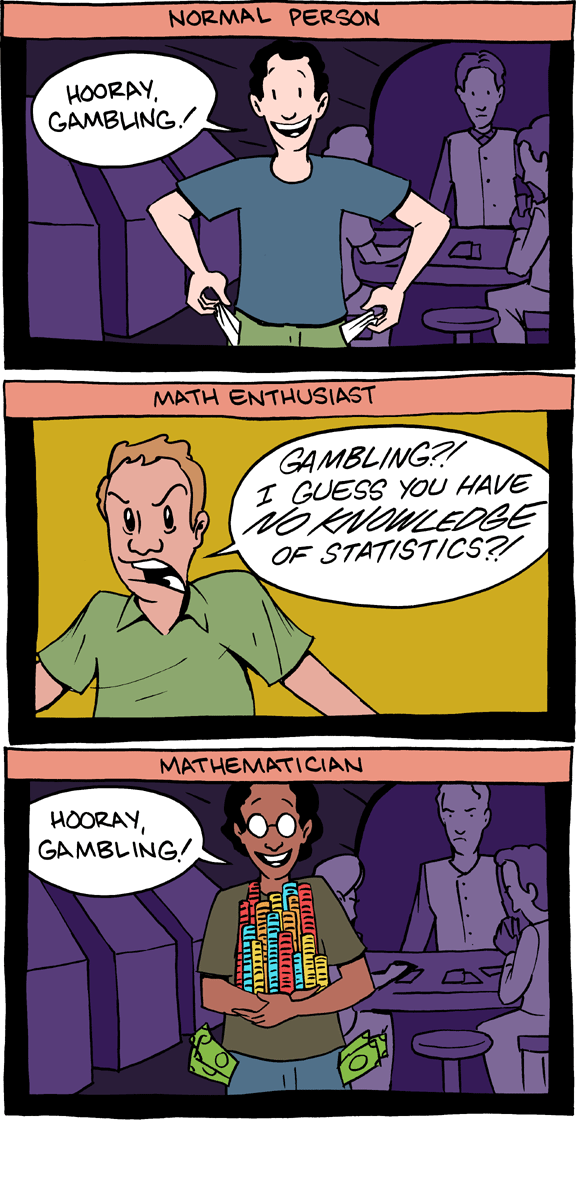 NORMAL PERSON
HOORAY,
GAMBLING!
MATH ENTHUSIAST
GAMBLING?!
I GUESS YOU HAVE
NO KNOWLEDGE
OF STATISTICS?!
MATHEMATICIAN
HOORAY,
GAMBLING!